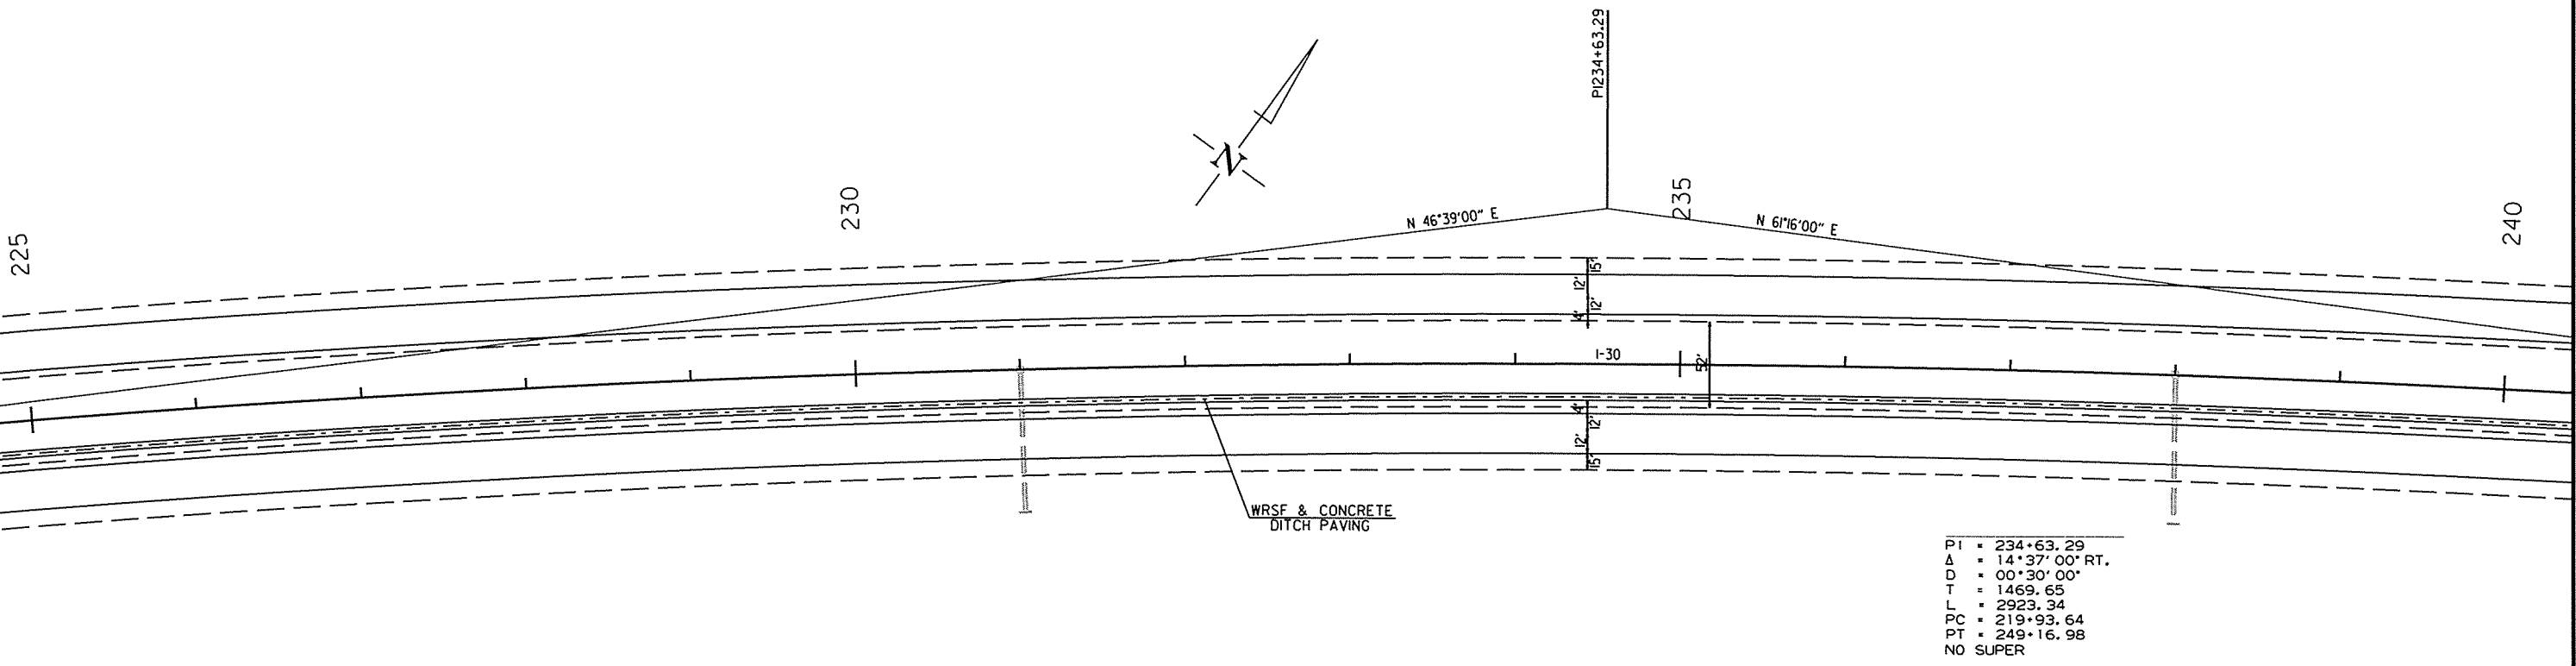 PI234+63.29
N
225
230
235
240
N 46°39'00" E
N 61°16'00" E
15'
12'
12'
4'
I-30
52'
4'
12'
12'
15'
WRSF & CONCRETE
DITCH PAVING
PI = 234+63.29
Δ = 14°37'00" RT.
D = 00°30'00"
T = 1469.65
L = 2923.34
PC = 219+93.64
PT = 249+16.98
NO SUPER